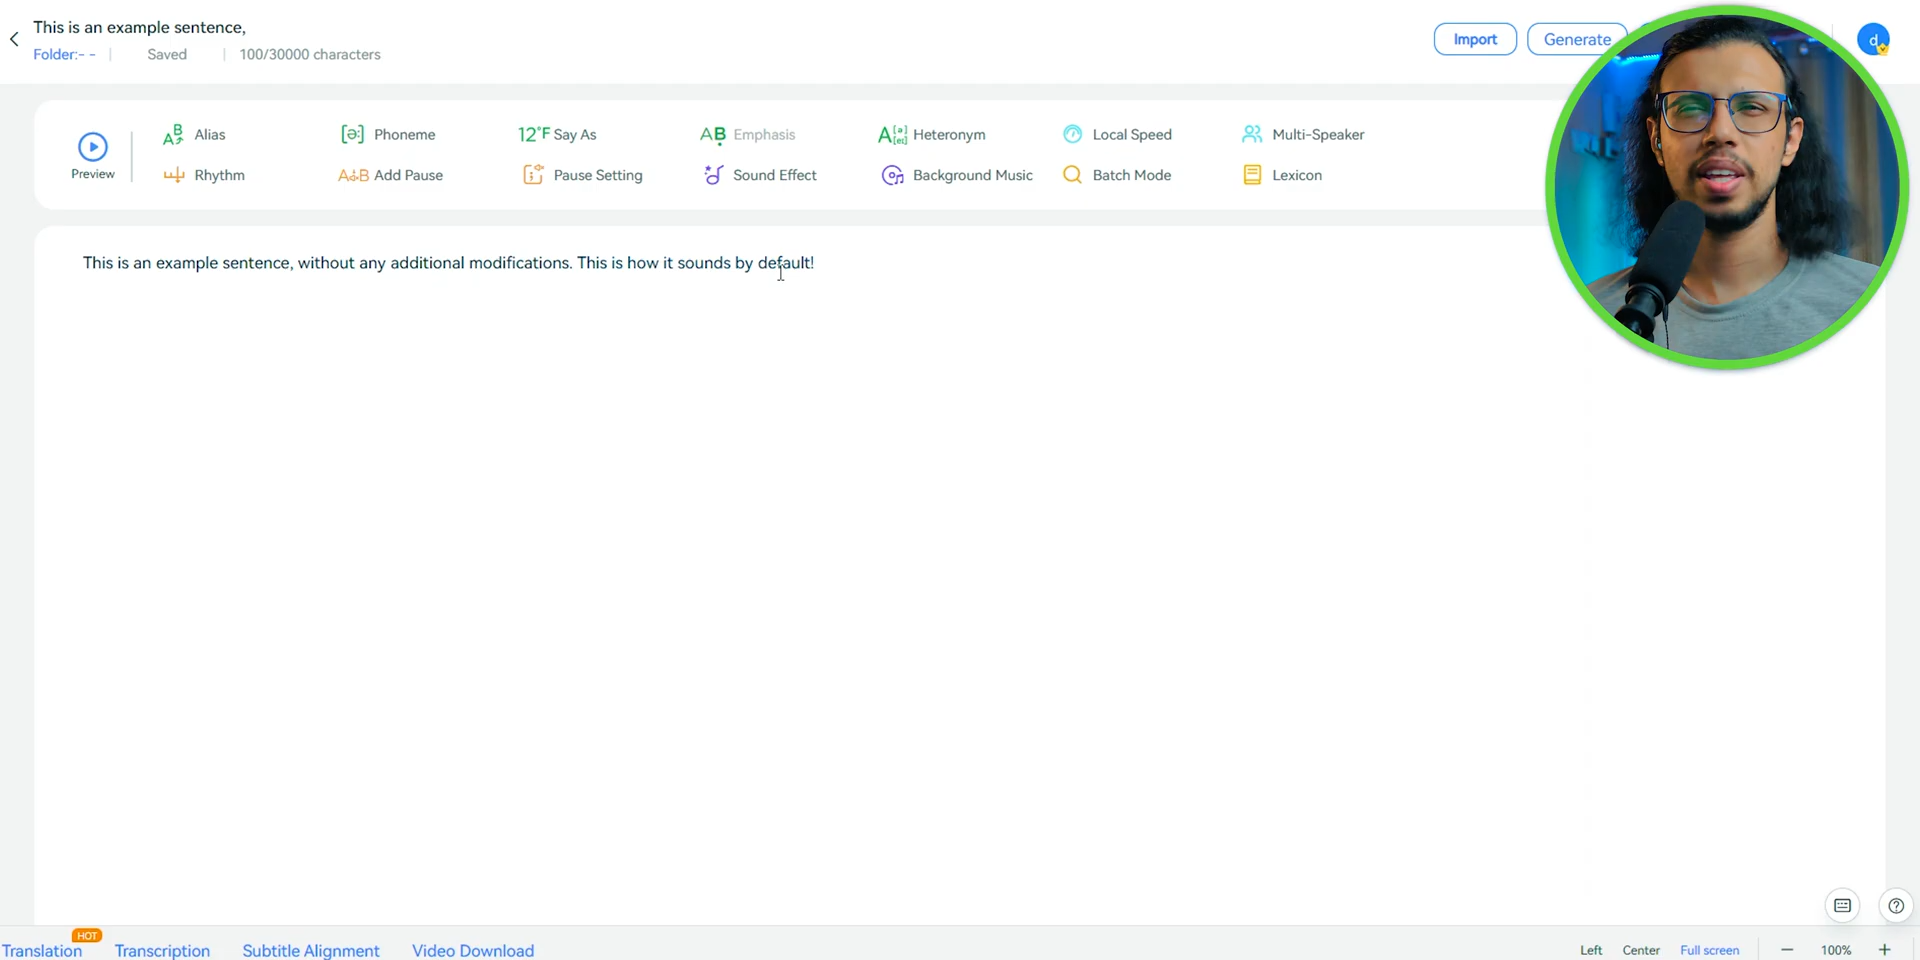 This is an example sentence,
Folder:- - | Saved | 100/30000 characters
Import
Generate
d
Preview
Alias
Phoneme
12°F Say As
AB Emphasis
Heteronym
Local Speed
Multi-Speaker
Rhythm
Add Pause
Pause Setting
Sound Effect
Background Music
Batch Mode
Lexicon
This is an example sentence, without any additional modifications. This is how it sounds by default!
HOT
Translation
Transcription
Subtitle Alignment
Video Download
Left
Center
Full screen
100%